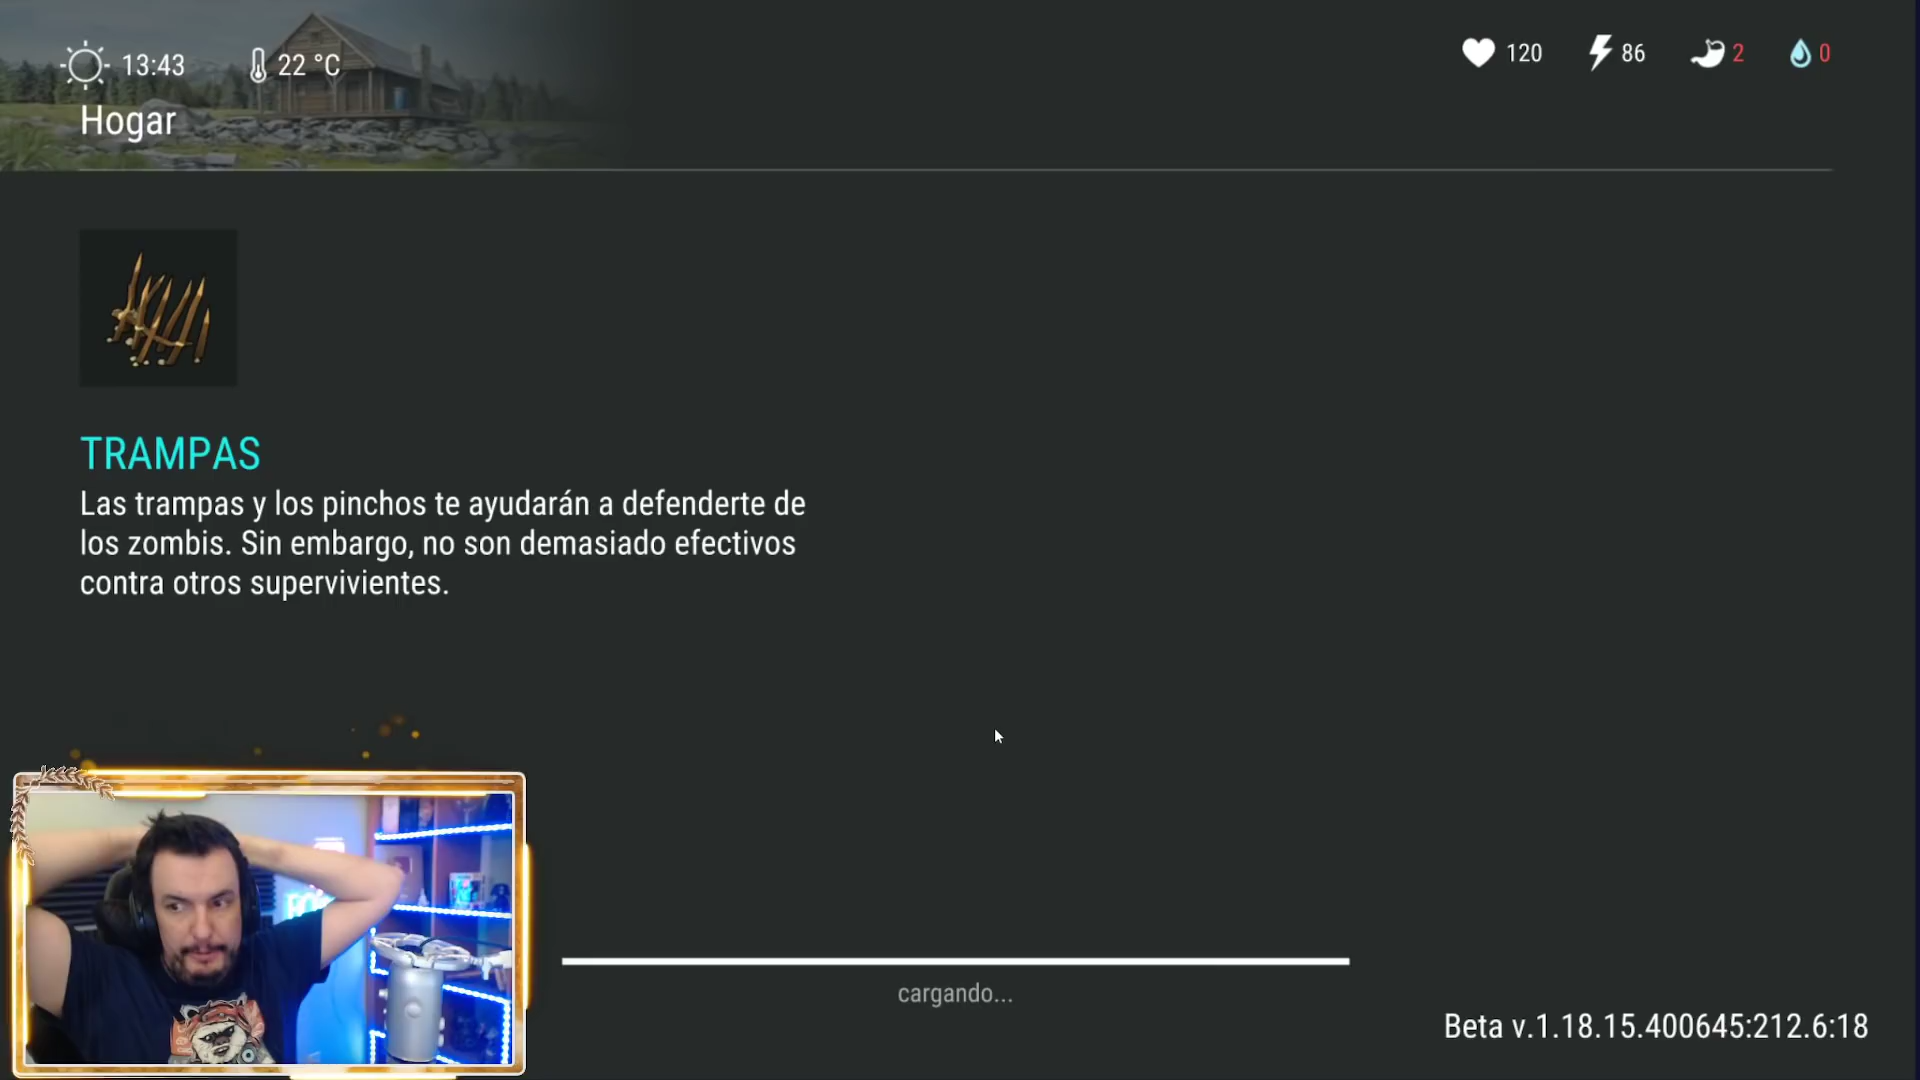 13:43
22 °C
120
86
2
0
Hogar
TRAMPAS
Las trampas y los pinchos te ayudarán a defenderte de
los zombis. Sin embargo, no son demasiado efectivos
contra otros supervivientes.
cargando...
Beta v.1.18.15.400645:212.6:18